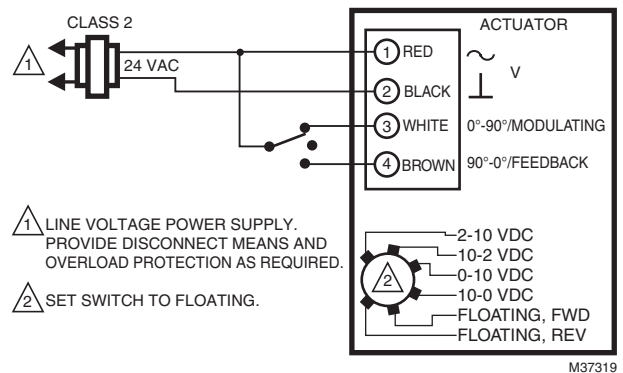 CLASS 2
24 VAC
1
ACTUATOR
1 RED
2 BLACK
3 WHITE
4 BROWN
V
0°-90°/MODULATING
90°-0°/FEEDBACK
1 LINE VOLTAGE POWER SUPPLY.
PROVIDE DISCONNECT MEANS AND
OVERLOAD PROTECTION AS REQUIRED.
2 SET SWITCH TO FLOATING.
2
2-10 VDC
10-2 VDC
0-10 VDC
10-0 VDC
FLOATING, FWD
FLOATING, REV
M37319